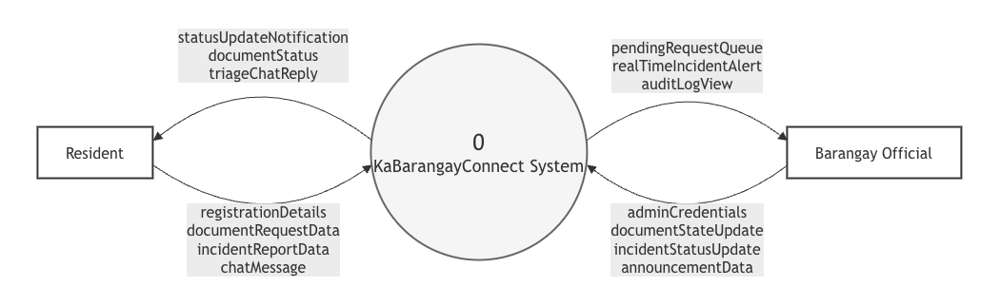 statusUpdateNotification
documentStatus
triageChatReply
pendingRequestQueue
realTimeIncidentAlert
auditLogView
Resident
0
KaBarangayConnect System
Barangay Official
registrationDetails
documentRequestData
incidentReportData
chatMessage
adminCredentials
documentStateUpdate
incidentStatusUpdate
announcementData